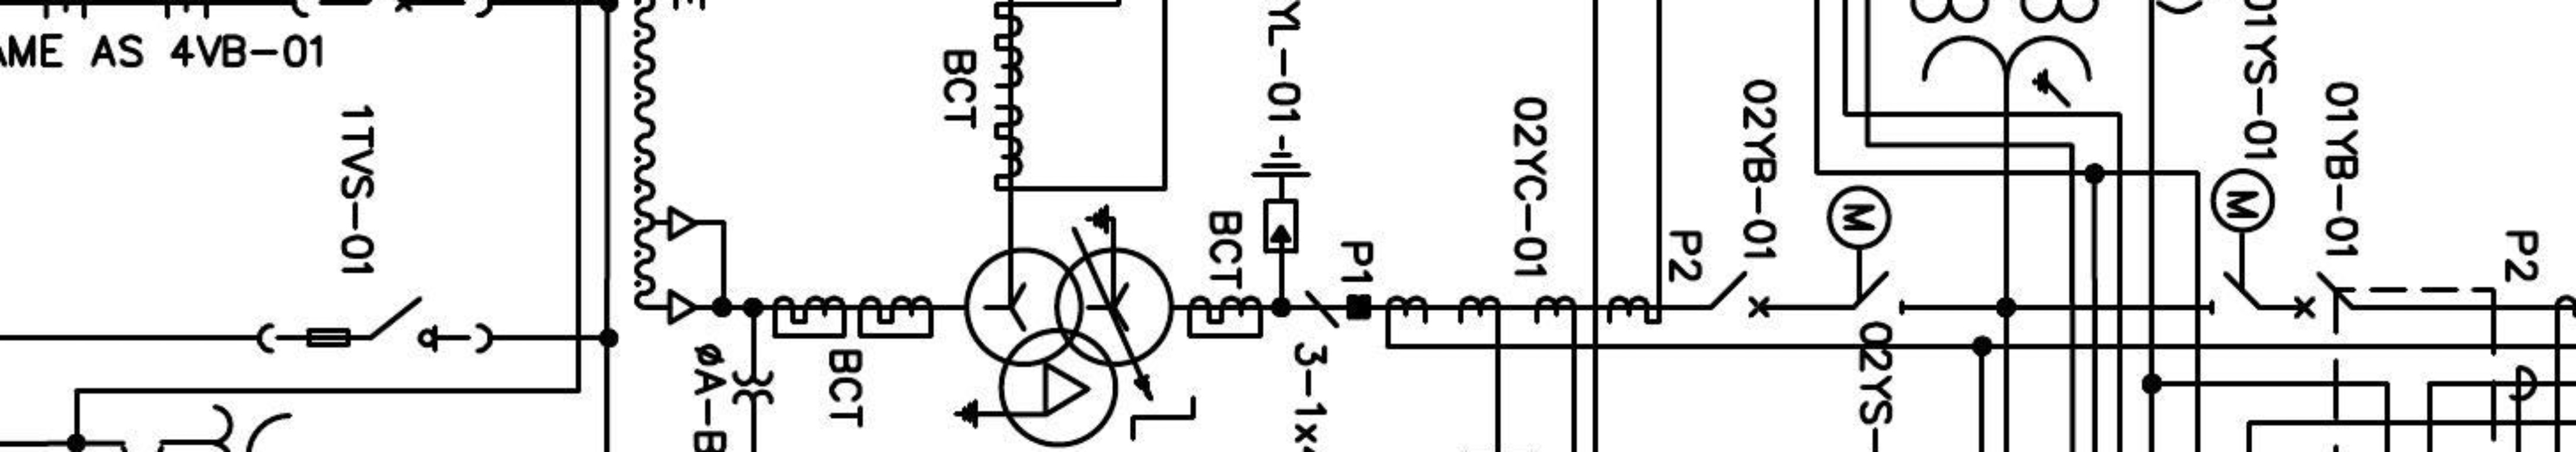 AME AS 4VB-01
1TVS-01
BCT
YL-01
02YC-01
02YB-01
01YS-01
01YB-01
BCT
P1
P2
P2
M
M
øA-B
BCT
3-1x
02YS-